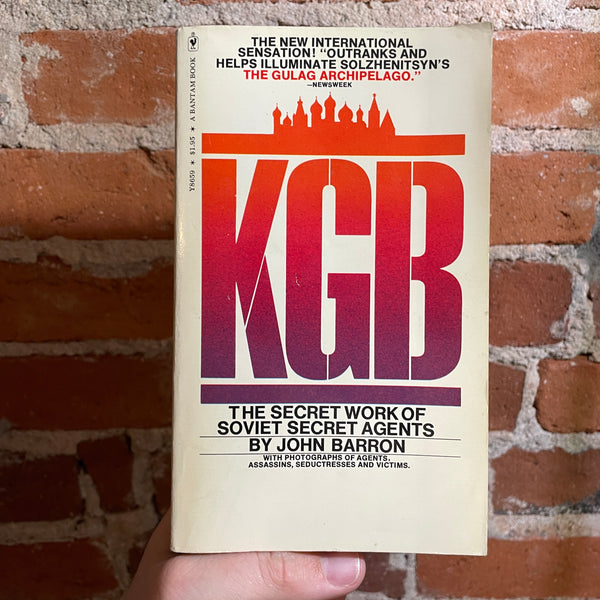 THE NEW INTERNATIONAL
SENSATION! "OUTRANKS AND
HELPS ILLUMINATE SOLZHENITSYN'S
THE GULAG ARCHIPELAGO."
—NEWSWEEK
Y8659 * $1.95 * A BANTAM BOOK
KGB
THE SECRET WORK OF
SOVIET SECRET AGENTS
BY JOHN BARRON
WITH PHOTOGRAPHS OF AGENTS,
ASSASSINS, SEDUCTRESSES AND VICTIMS.